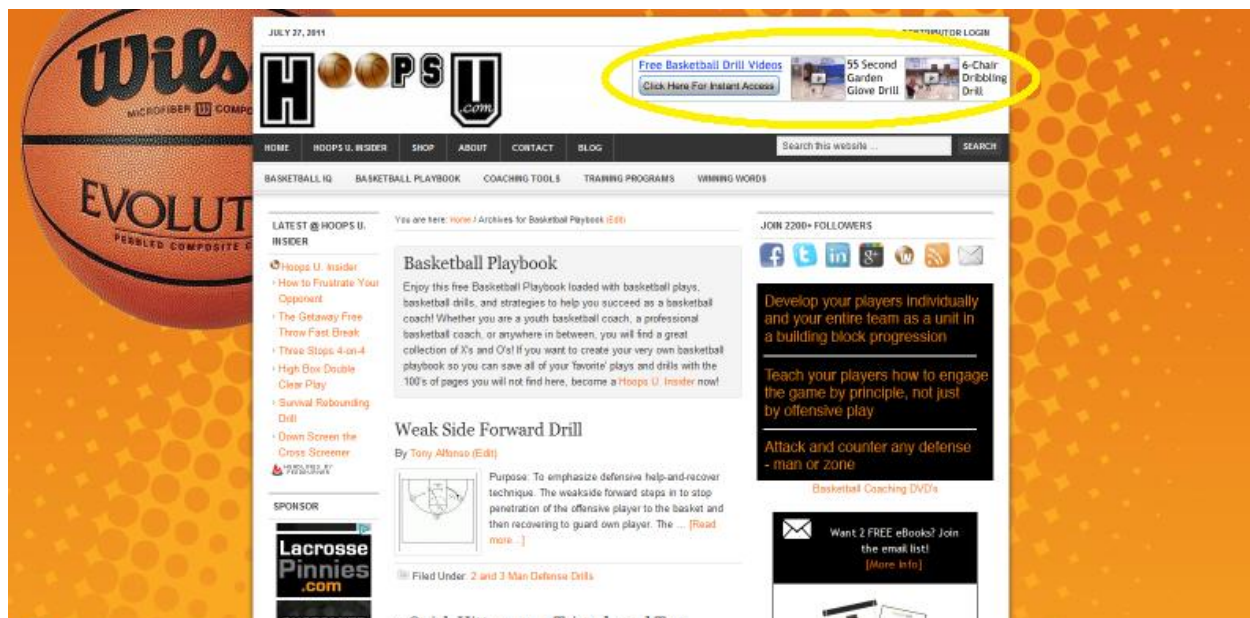 Wils
MICROFIBER W COMPO
EVOLUT
PEBBLED COMPOSITE C
JULY 27, 2011
CONTRIBUTOR LOGIN
HOOPS U
.com
Free Basketball Drill Videos
Click Here For Instant Access
55 Second
Garden
Glove Drill
6-Chair
Dribbling
Drill
HOME HOOPS U. INSIDER SHOP ABOUT CONTACT BLOG
Search this website ... SEARCH
BASKETBALL IQ BASKETBALL PLAYBOOK COACHING TOOLS TRAINING PROGRAMS WINNING WORDS
LATEST @ HOOPS U.
INSIDER
Hoops U. Insider
How to Frustrate Your
Opponent
The Getaway Free
Throw Fast Break
Three Stops 4-on-4
High Box Double
Clear Play
Survival Rebounding
Drill
Down Screen the
Cross Screener
HEADLINES BY
FEEDBURNER
SPONSOR
Lacrosse
Pinnies
.com
You are here: Home / Archives for Basketball Playbook (Edit)
Basketball Playbook
Enjoy this free Basketball Playbook loaded with basketball plays,
basketball drills, and strategies to help you succeed as a basketball
coach! Whether you are a youth basketball coach, a professional
basketball coach, or anywhere in between, you will find a great
collection of X's and O's! If you want to create your very own basketball
playbook so you can save all of your 'favorite' plays and drills with the
100's of pages you will not find here, become a Hoops U. Insider now!
Weak Side Forward Drill
By Tony Alfonso (Edit)
Purpose: To emphasize defensive help-and-recover
technique. The weakside forward steps in to stop
penetration of the offensive player to the basket and
then recovering to guard own player. The ... [Read
more...]
Filed Under: 2 and 3 Man Defense Drills
JOIN 2200+ FOLLOWERS
Develop your players individually
and your entire team as a unit in
a building block progression
Teach your players how to engage
the game by principle, not just
by offensive play
Attack and counter any defense
- man or zone
Basketball Coaching DVD's
Want 2 FREE eBooks? Join
the email list!
[More Info]